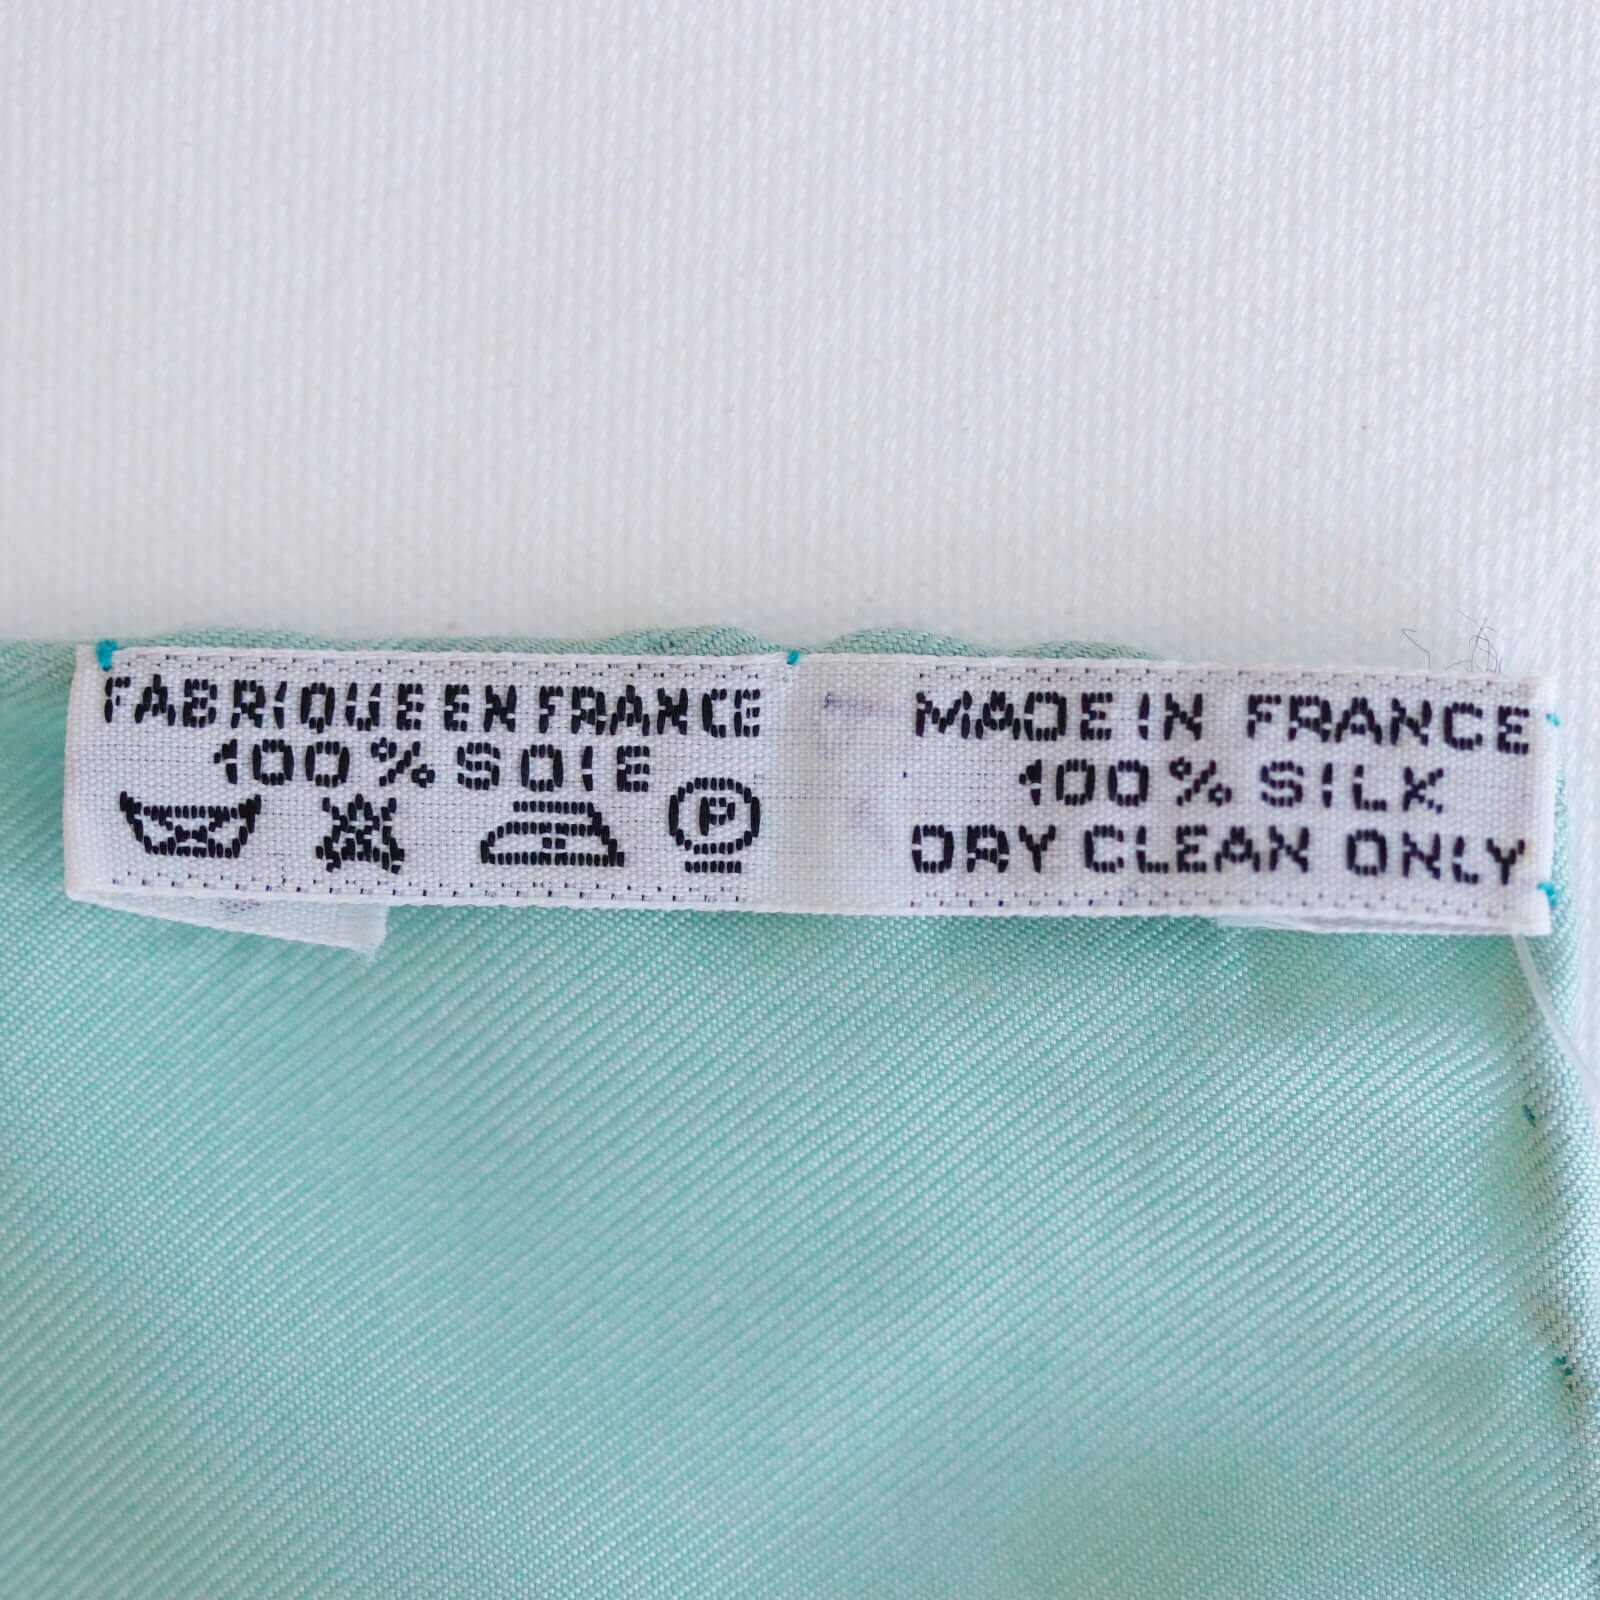 FABRIQUE EN FRANCE
100% SOIE
P
MADE IN FRANCE
100% SILK
DRY CLEAN ONLY